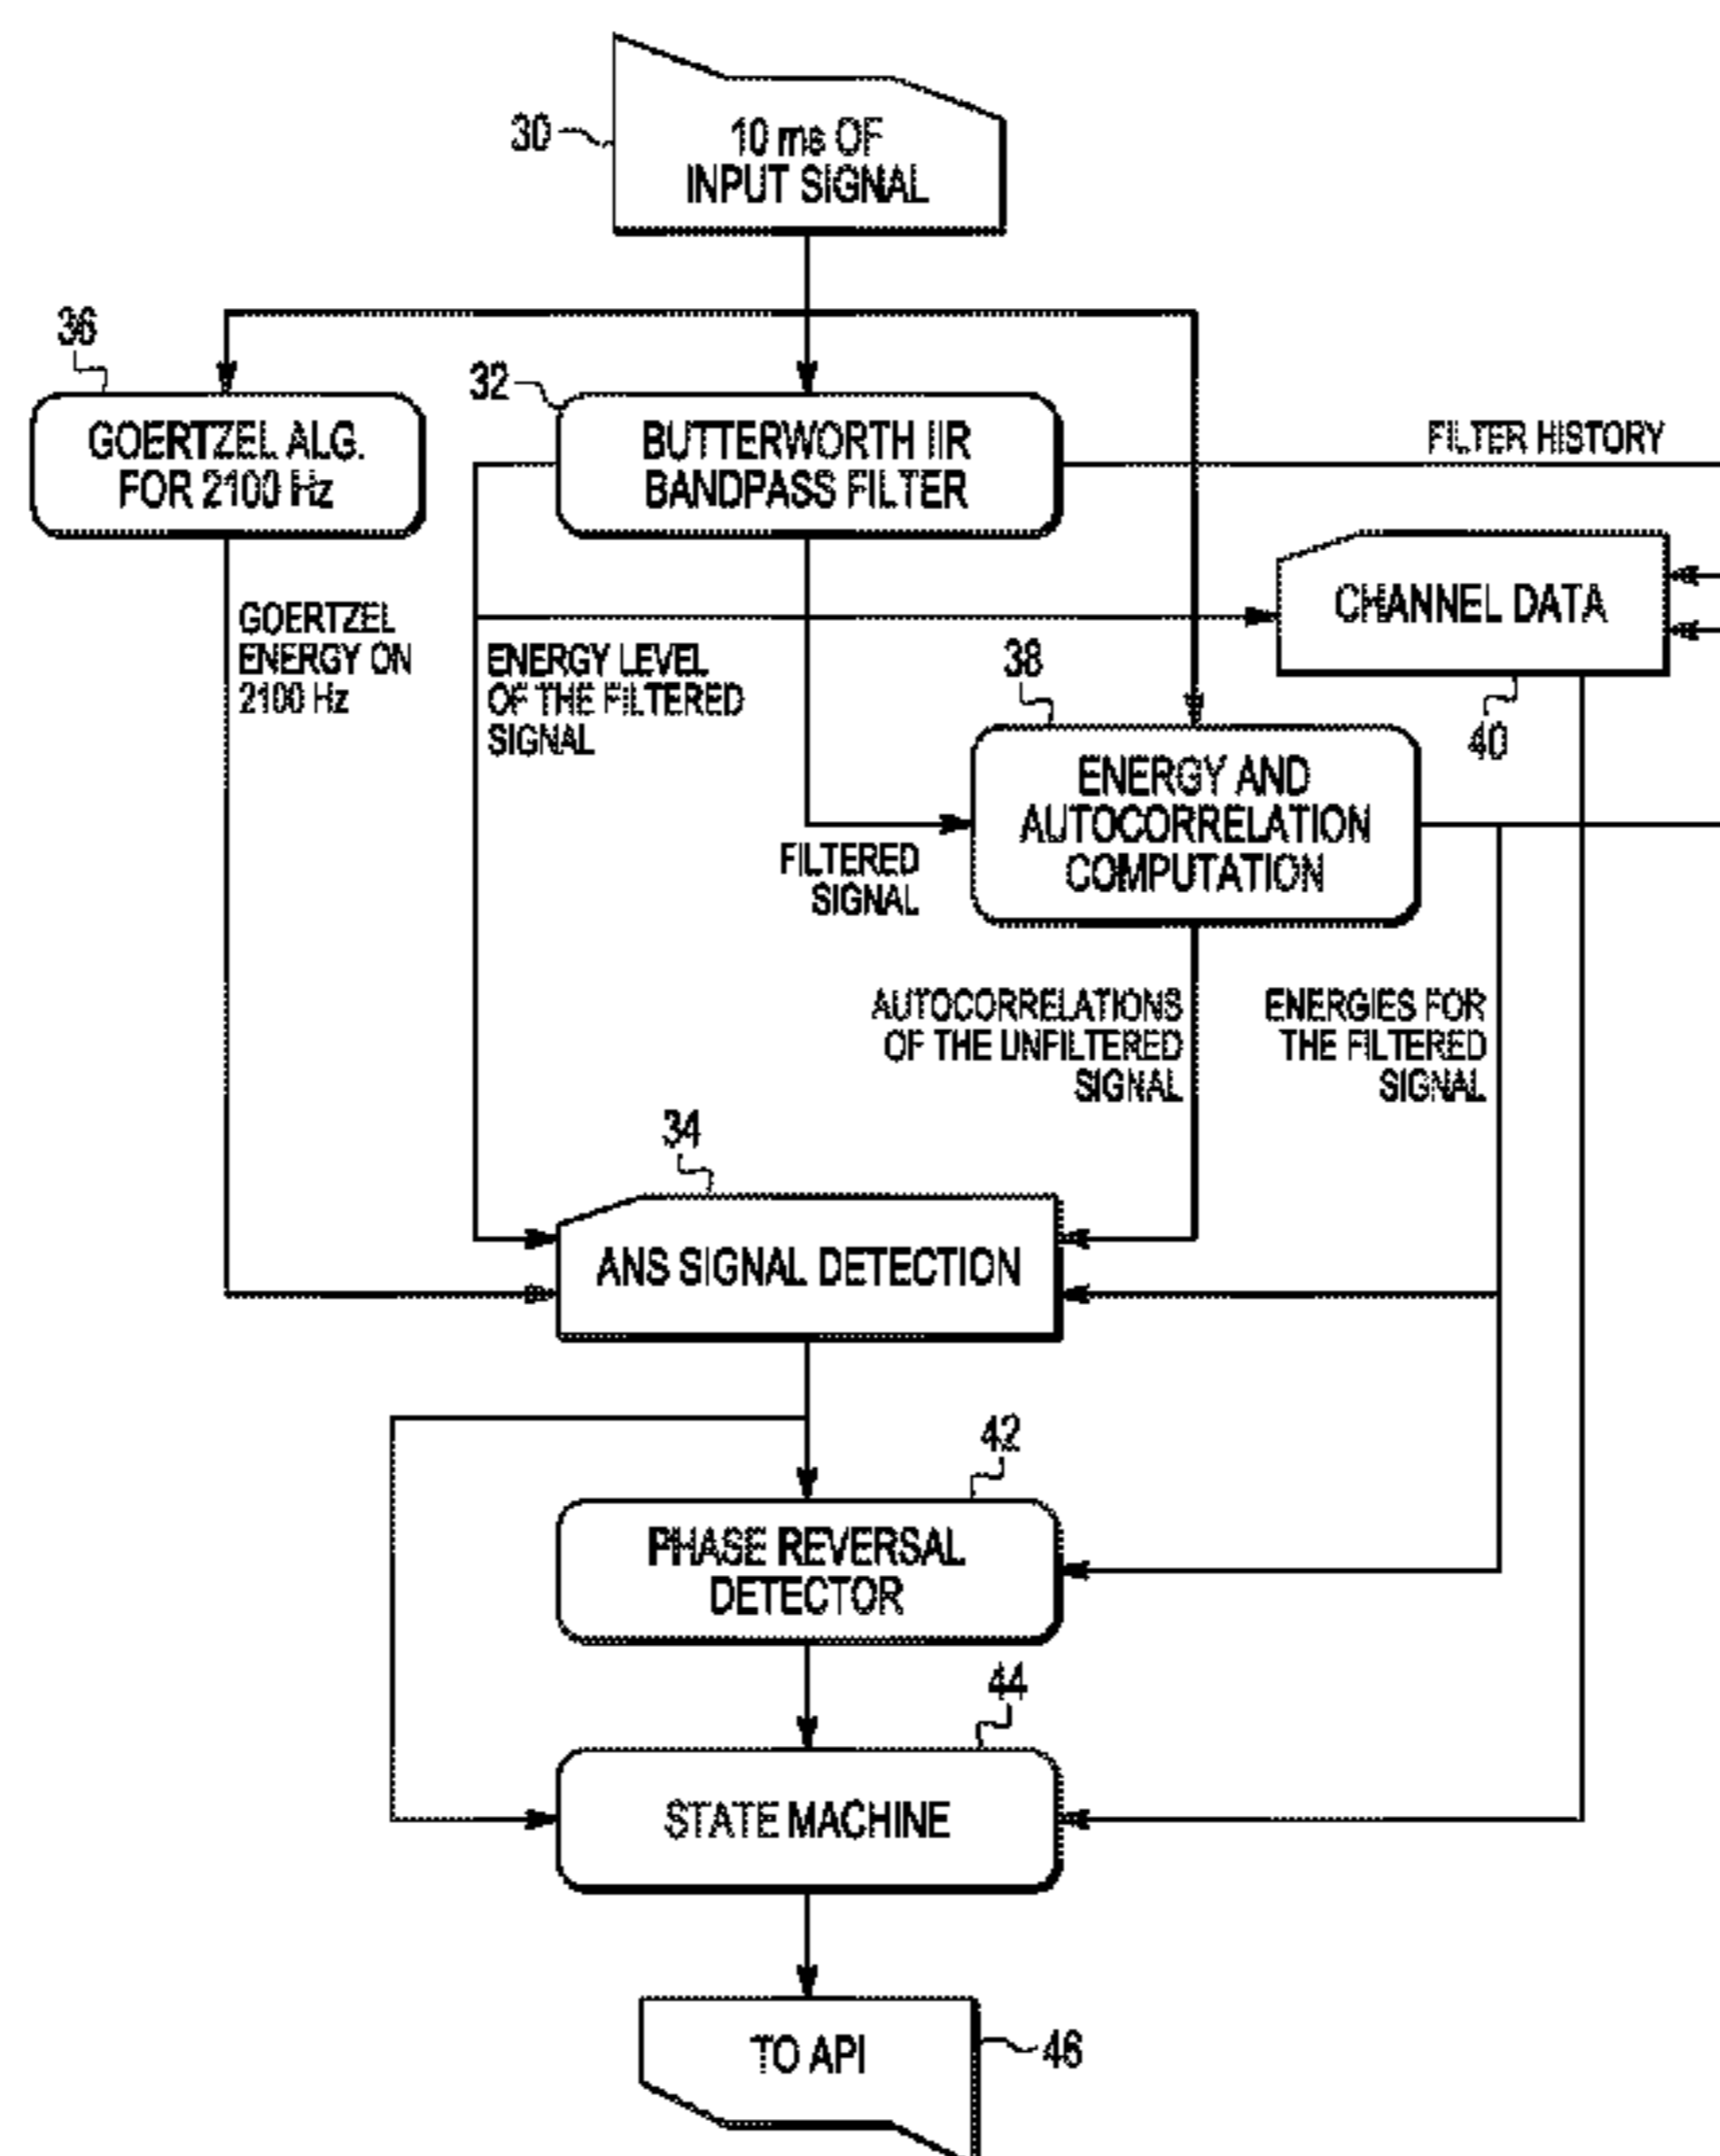 30
10 ms OF
INPUT SIGNAL
36
GOERTZEL ALG.
FOR 2100 Hz
32
BUTTERWORTH IIR
BANDPASS FILTER
FILTER HISTORY
CHANNEL DATA
40
GOERTZEL
ENERGY ON
2100 Hz
ENERGY LEVEL
OF THE FILTERED
SIGNAL
38
ENERGY AND
AUTOCORRELATION
COMPUTATION
FILTERED
SIGNAL
AUTOCORRELATIONS
OF THE UNFILTERED
SIGNAL
ENERGIES FOR
THE FILTERED
SIGNAL
34
ANS SIGNAL DETECTION
42
PHASE REVERSAL
DETECTOR
44
STATE MACHINE
TO API
46